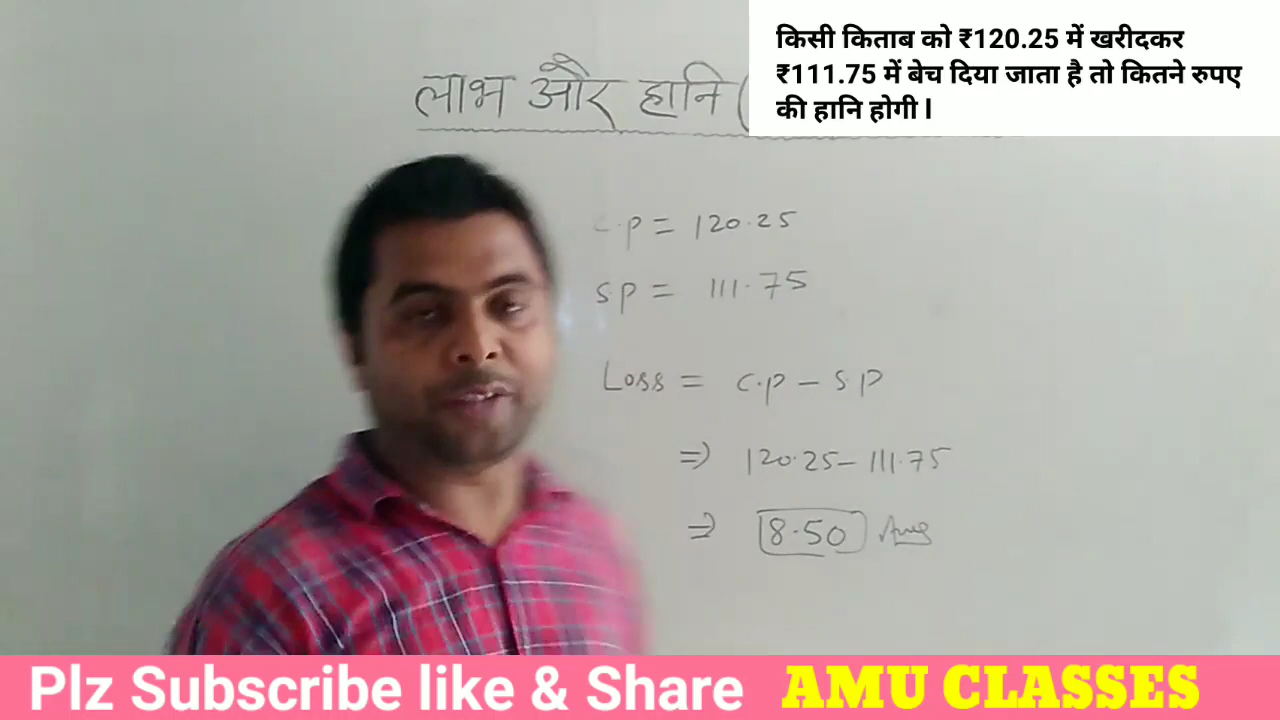 किसी किताब को ₹120.25 में खरीदकर
₹111.75 में बेच दिया जाता है तो कितने रुपए
की हानि होगी l
लाभ और हानि (
C.P = 120.25
S.P = 111.75
Loss = C.P - S.P
⇒ 120.25 - 111.75
⇒ 8.50 Ans
Plz Subscribe like & Share AMU CLASSES